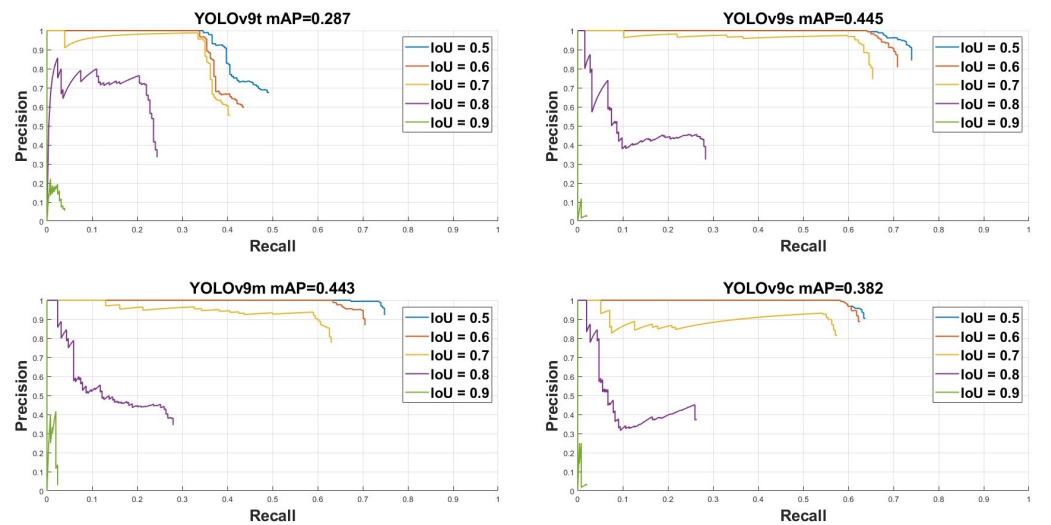 YOLOv9t mAP=0.287
1
0.9
0.8
0.7
0.6
0.5
0.4
0.3
0.2
0.1
0
Precision
IoU = 0.5
IoU = 0.6
IoU = 0.7
IoU = 0.8
IoU = 0.9
0 0.1 0.2 0.3 0.4 0.5 0.6 0.7 0.8 0.9 1
Recall
YOLOv9s mAP=0.445
1
0.9
0.8
0.7
0.6
0.5
0.4
0.3
0.2
0.1
0
Precision
IoU = 0.5
IoU = 0.6
IoU = 0.7
IoU = 0.8
IoU = 0.9
0 0.1 0.2 0.3 0.4 0.5 0.6 0.7 0.8 0.9 1
Recall
YOLOv9m mAP=0.443
1
0.9
0.8
0.7
0.6
0.5
0.4
0.3
0.2
0.1
0
Precision
IoU = 0.5
IoU = 0.6
IoU = 0.7
IoU = 0.8
IoU = 0.9
0 0.1 0.2 0.3 0.4 0.5 0.6 0.7 0.8 0.9 1
Recall
YOLOv9c mAP=0.382
1
0.9
0.8
0.7
0.6
0.5
0.4
0.3
0.2
0.1
0
Precision
IoU = 0.5
IoU = 0.6
IoU = 0.7
IoU = 0.8
IoU = 0.9
0 0.1 0.2 0.3 0.4 0.5 0.6 0.7 0.8 0.9 1
Recall